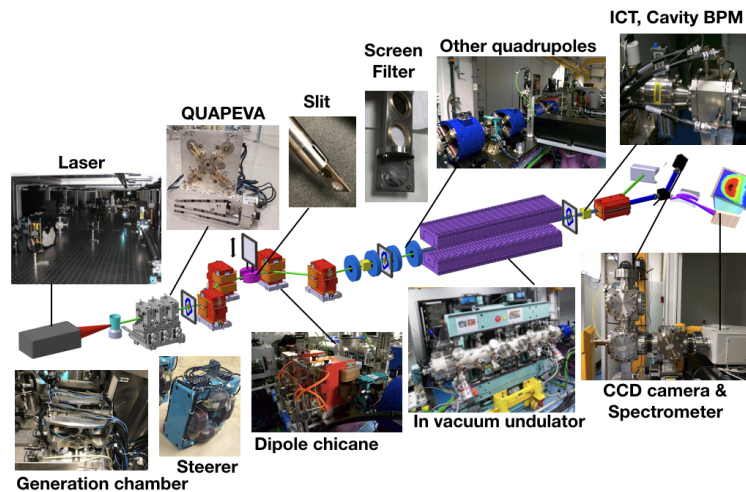 ICT, Cavity BPM
Other quadrupoles
Screen
Filter
Slit
QUAPEVA
Laser
Generation chamber
Steerer
Dipole chicane
In vacuum undulator
CCD camera &
Spectrometer